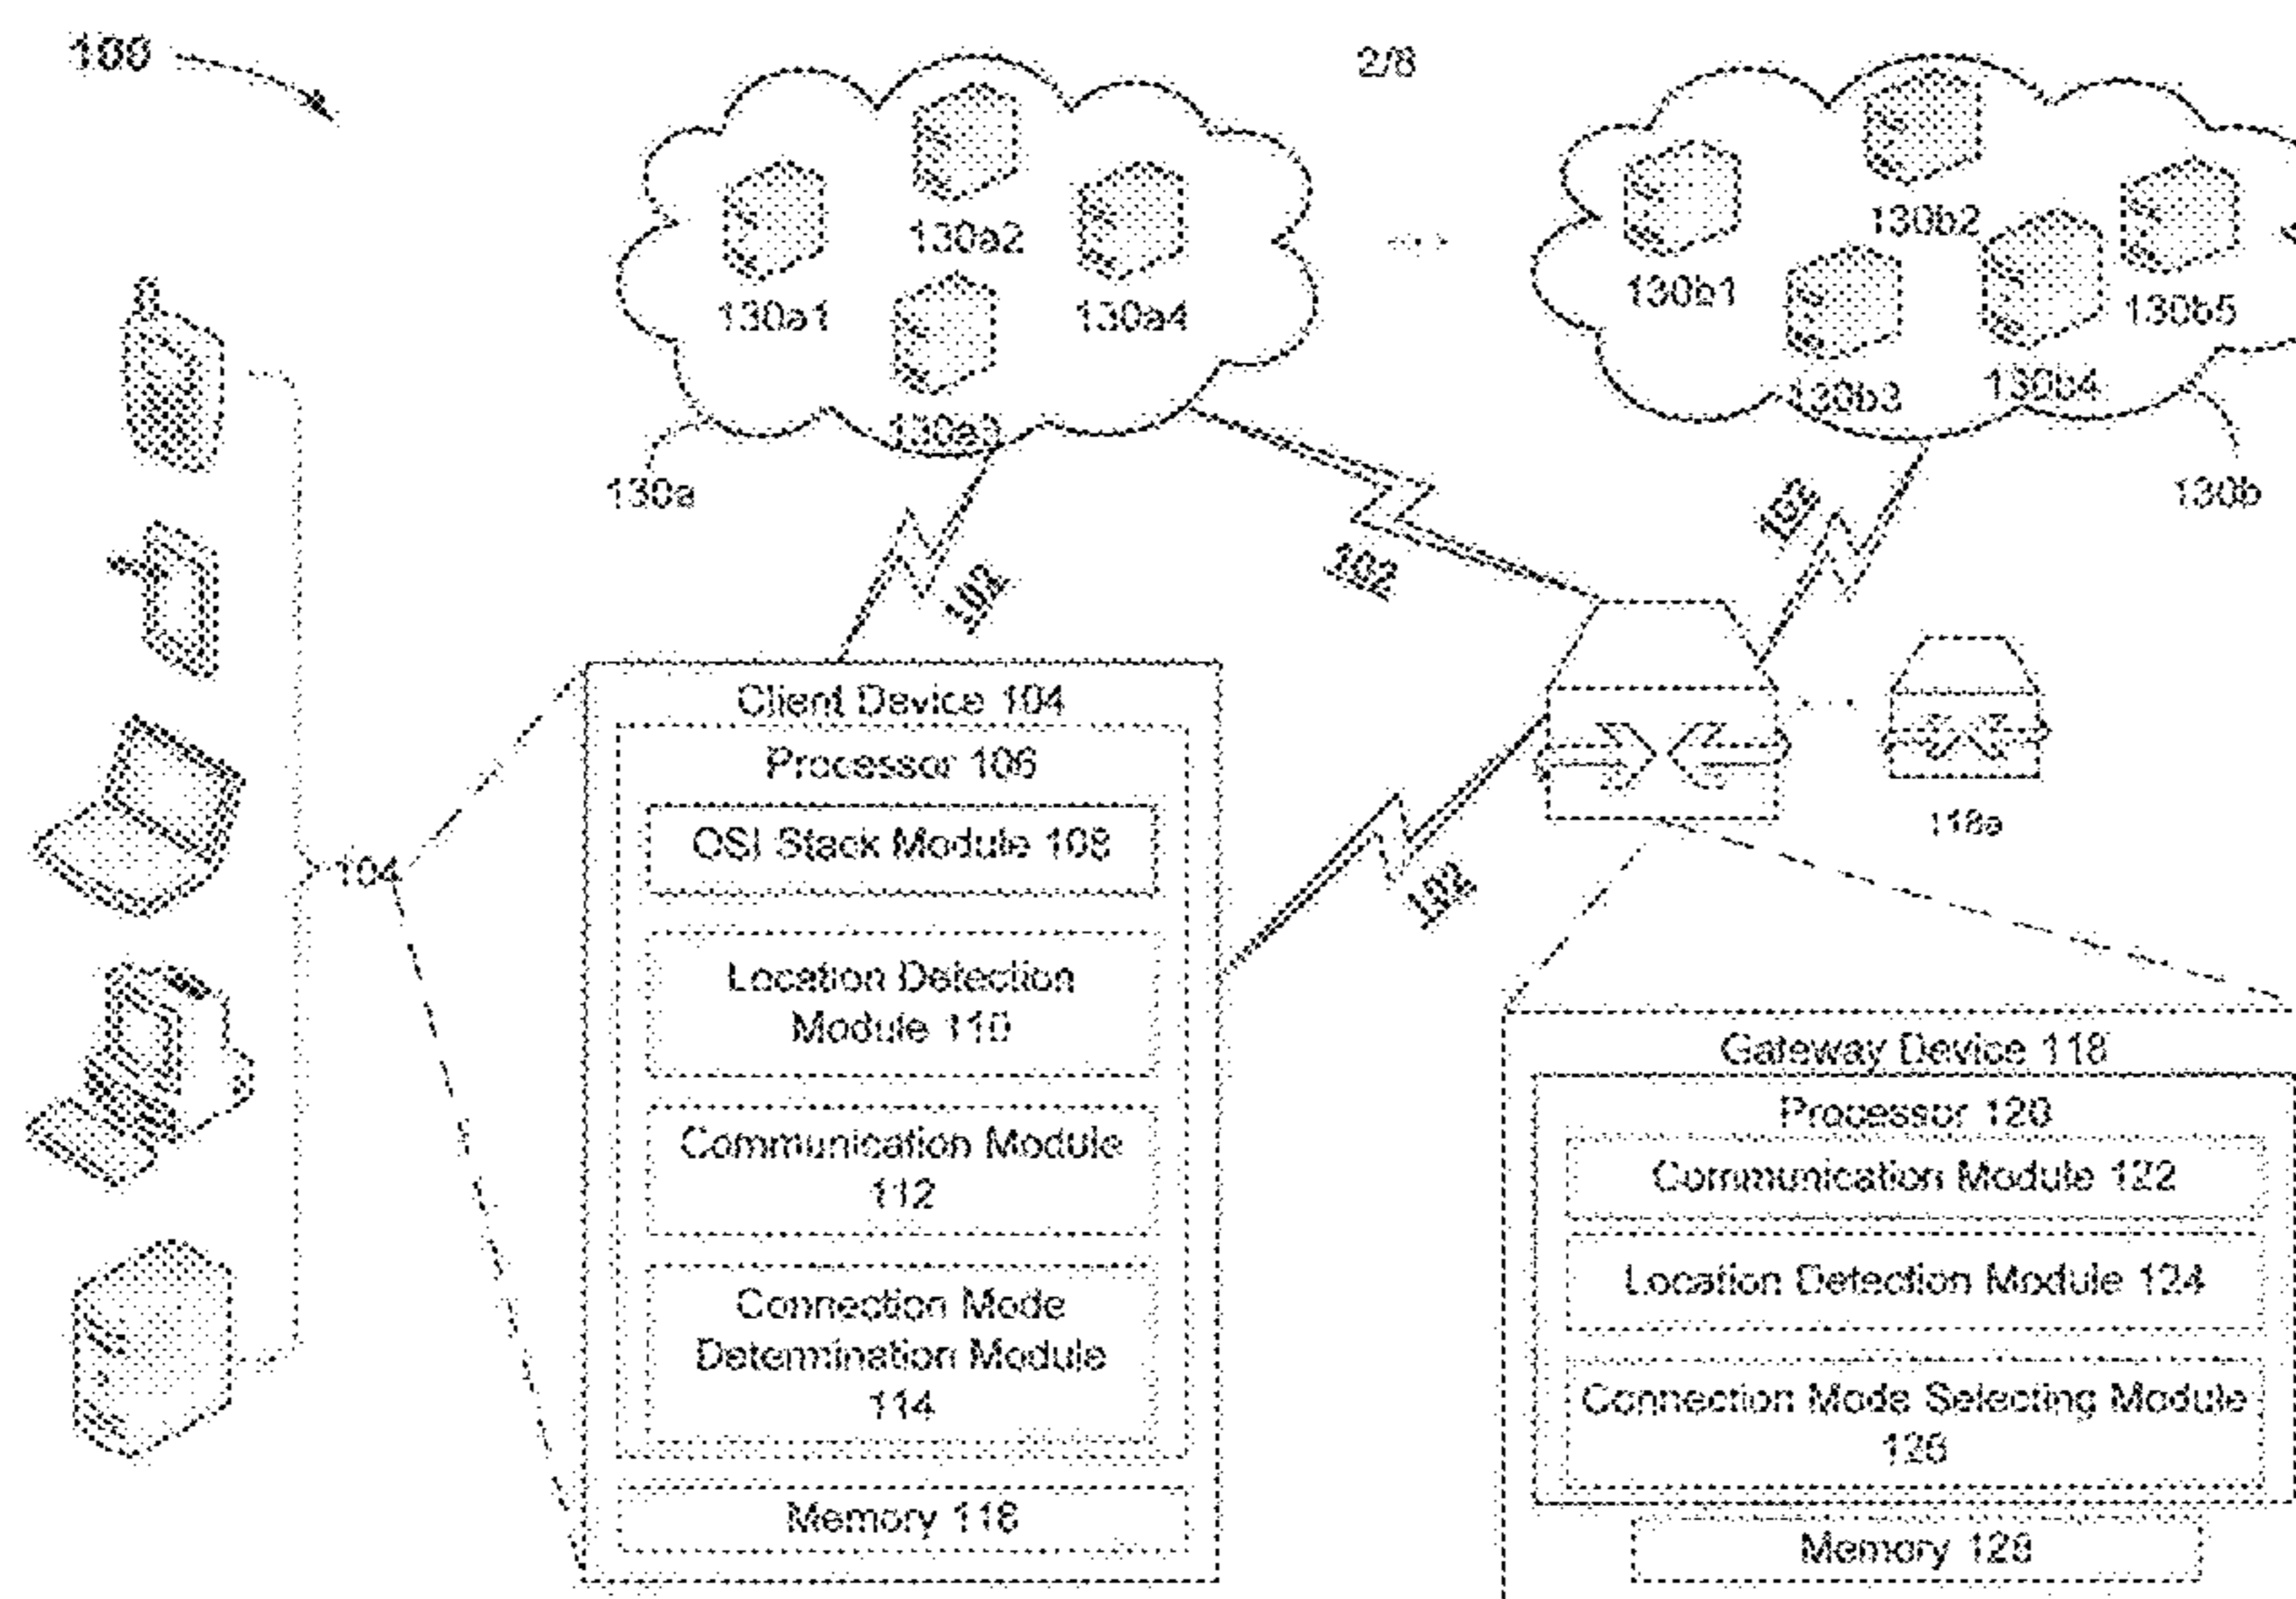 100
2/8
130a2
130b2
130a1
130a4
130b1
130b5
130a3
130b3
130b4
130a
130b
102
102
102
Client Device 104
Processor 106
OSI Stack Module 108
118a
104
102
Location Detection
Module 110
Gateway Device 118
Processor 120
Communication Module
112
Communication Module 122
Location Detection Module 124
Connection Mode
Determination Module
114
Connection Mode Selecting Module
126
Memory 116
Memory 128